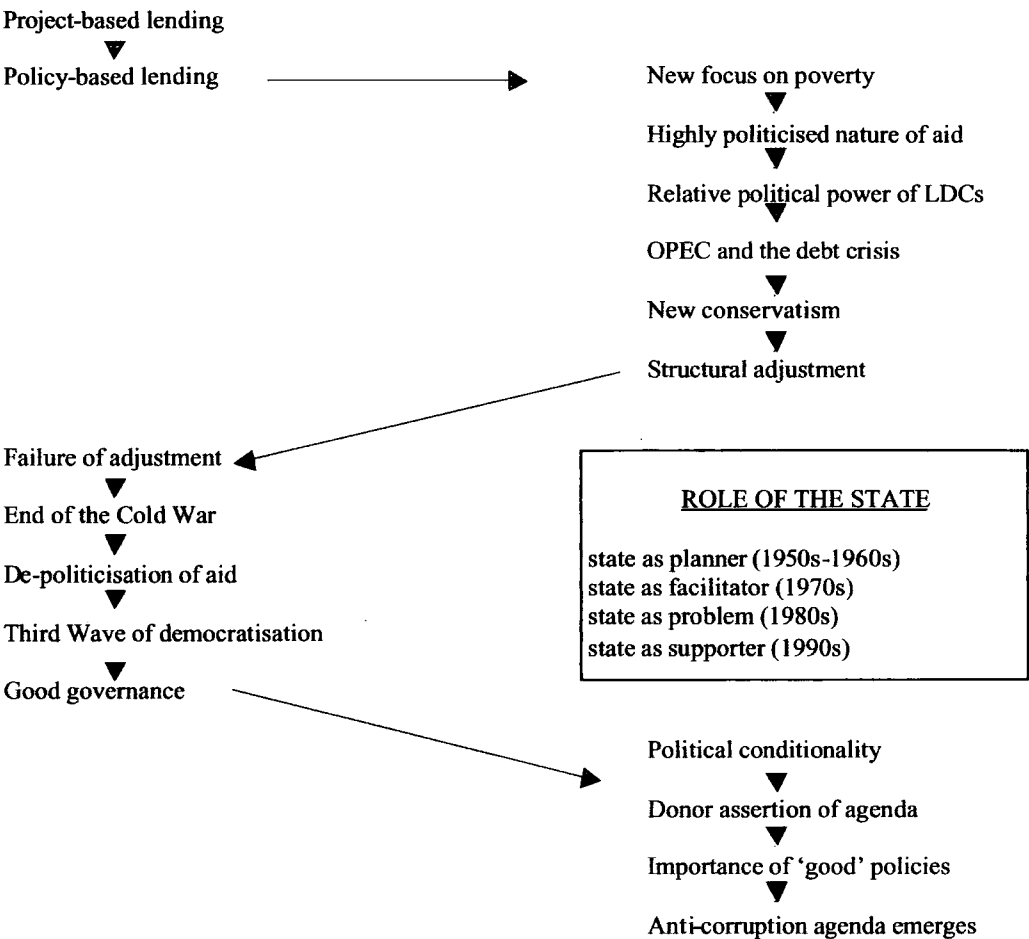 Project-based lending
Policy-based lending
New focus on poverty
Highly politicised nature of aid
Relative political power of LDCs
OPEC and the debt crisis
New conservatism
Structural adjustment
Failure of adjustment
End of the Cold War
De-politicisation of aid
Third Wave of democratisation
Good governance
ROLE OF THE STATE
state as planner (1950s-1960s)
state as facilitator (1970s)
state as problem (1980s)
state as supporter (1990s)
Political conditionality
Donor assertion of agenda
Importance of ‘good’ policies
Anti-corruption agenda emerges